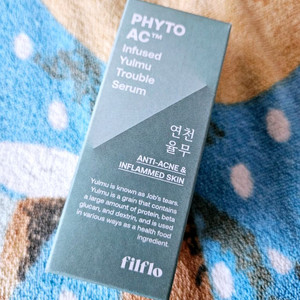 PHYTO
AC™
Infused
Yulmu
Trouble
Serum
연천
율무
ANTI-ACNE &
INFLAMMED SKIN
Yulmu is known as Job's tears.
Yulmu is a grain that contains
a large amount of protein, beta
glucan, and dextrin, and is used
in various ways as a health food
ingredient.
filflo